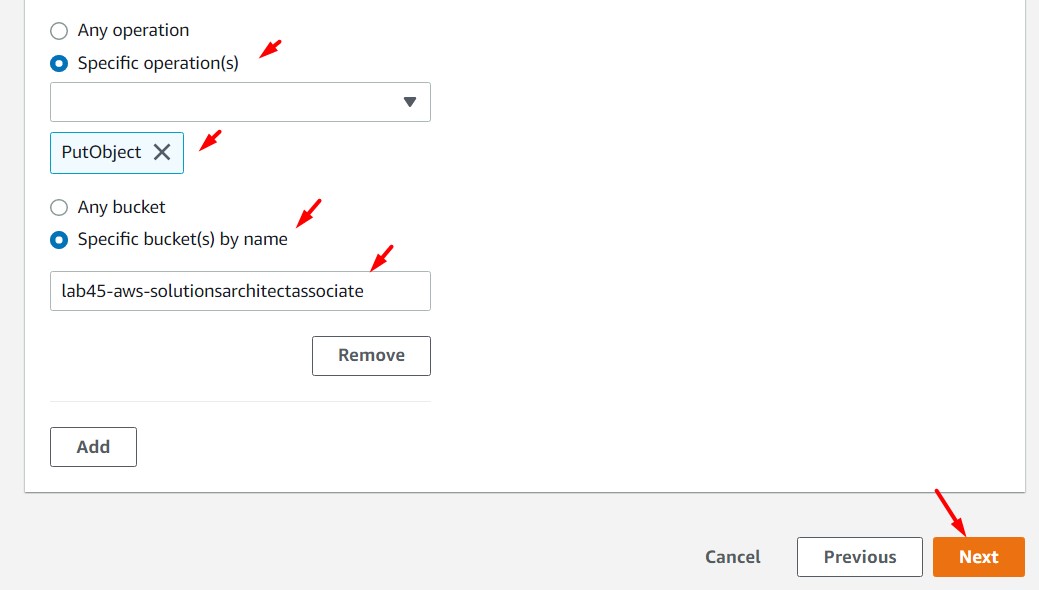 Any operation
Specific operation(s)
PutObject
Any bucket
Specific bucket(s) by name
lab45-aws-solutionsarchitectassociate
Remove
Add
Cancel
Previous
Next